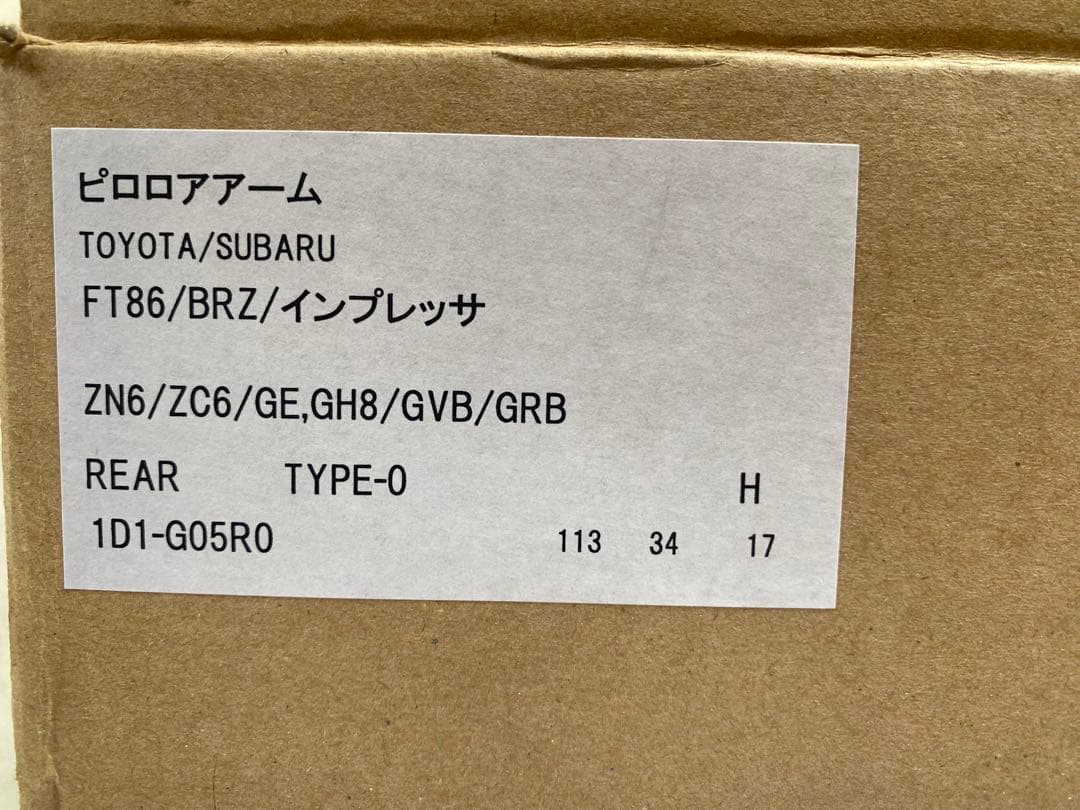 ピロロアアーム
TOYOTA/SUBARU
FT86/BRZ/インプレッサ
ZN6/ZC6/GE,GH8/GVB/GRB
REAR TYPE-0 H
1D1-G05R0 113 34 17